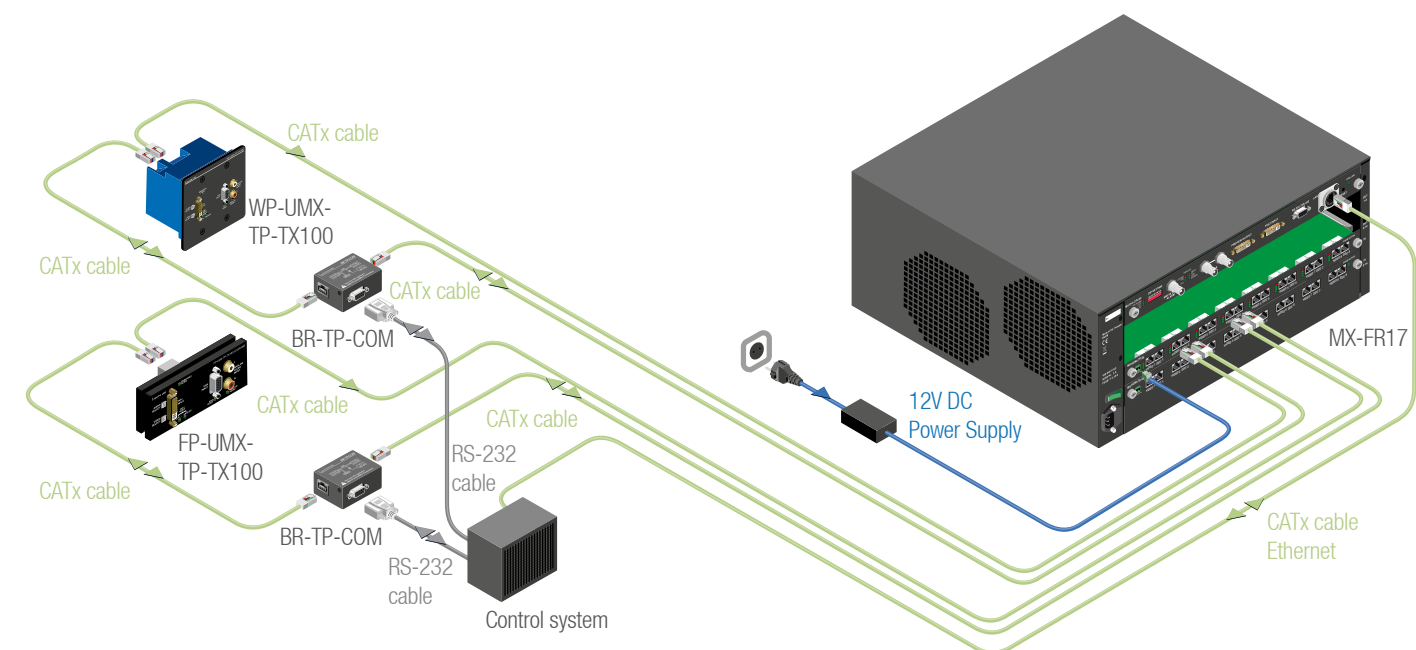 CATx cable
WP-UMX-
TP-TX100
CATx cable
CATx cable
BR-TP-COM
MX-FR17
CATx cable
12V DC
Power Supply
CATx cable
FP-UMX-
TP-TX100
RS-232
cable
CATx cable
BR-TP-COM
CATx cable
Ethernet
RS-232
cable
Control system